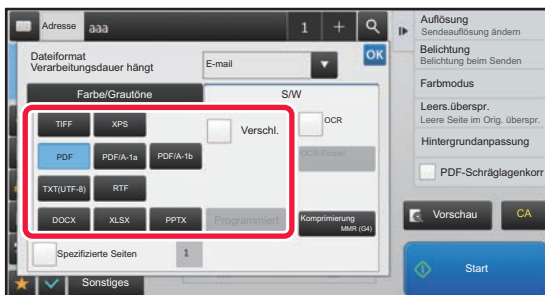 Adresse aaa 1 +
Dateiformat
Verarbeitungsdauer hängt
E-mail
OK
Farbe/Grautöne
S/W
TIFF XPS
Verschl.
OCR
PDF PDF/A-1a PDF/A-1b
OCR-Einstel.
TXT(UTF-8) RTF
DOCX XLSX PPTX
Programmiert
Komprimierung
MMR (G4)
Spezifizierte Seiten 1
Sonstiges
Auflösung
Sendeauflösung ändern
Belichtung
Belichtung beim Senden
Farbmodus
Leers.überspr.
Leere Seite im Orig. überspr.
Hintergrundanpassung
PDF-Schräglagenkorr
Vorschau
CA
Start